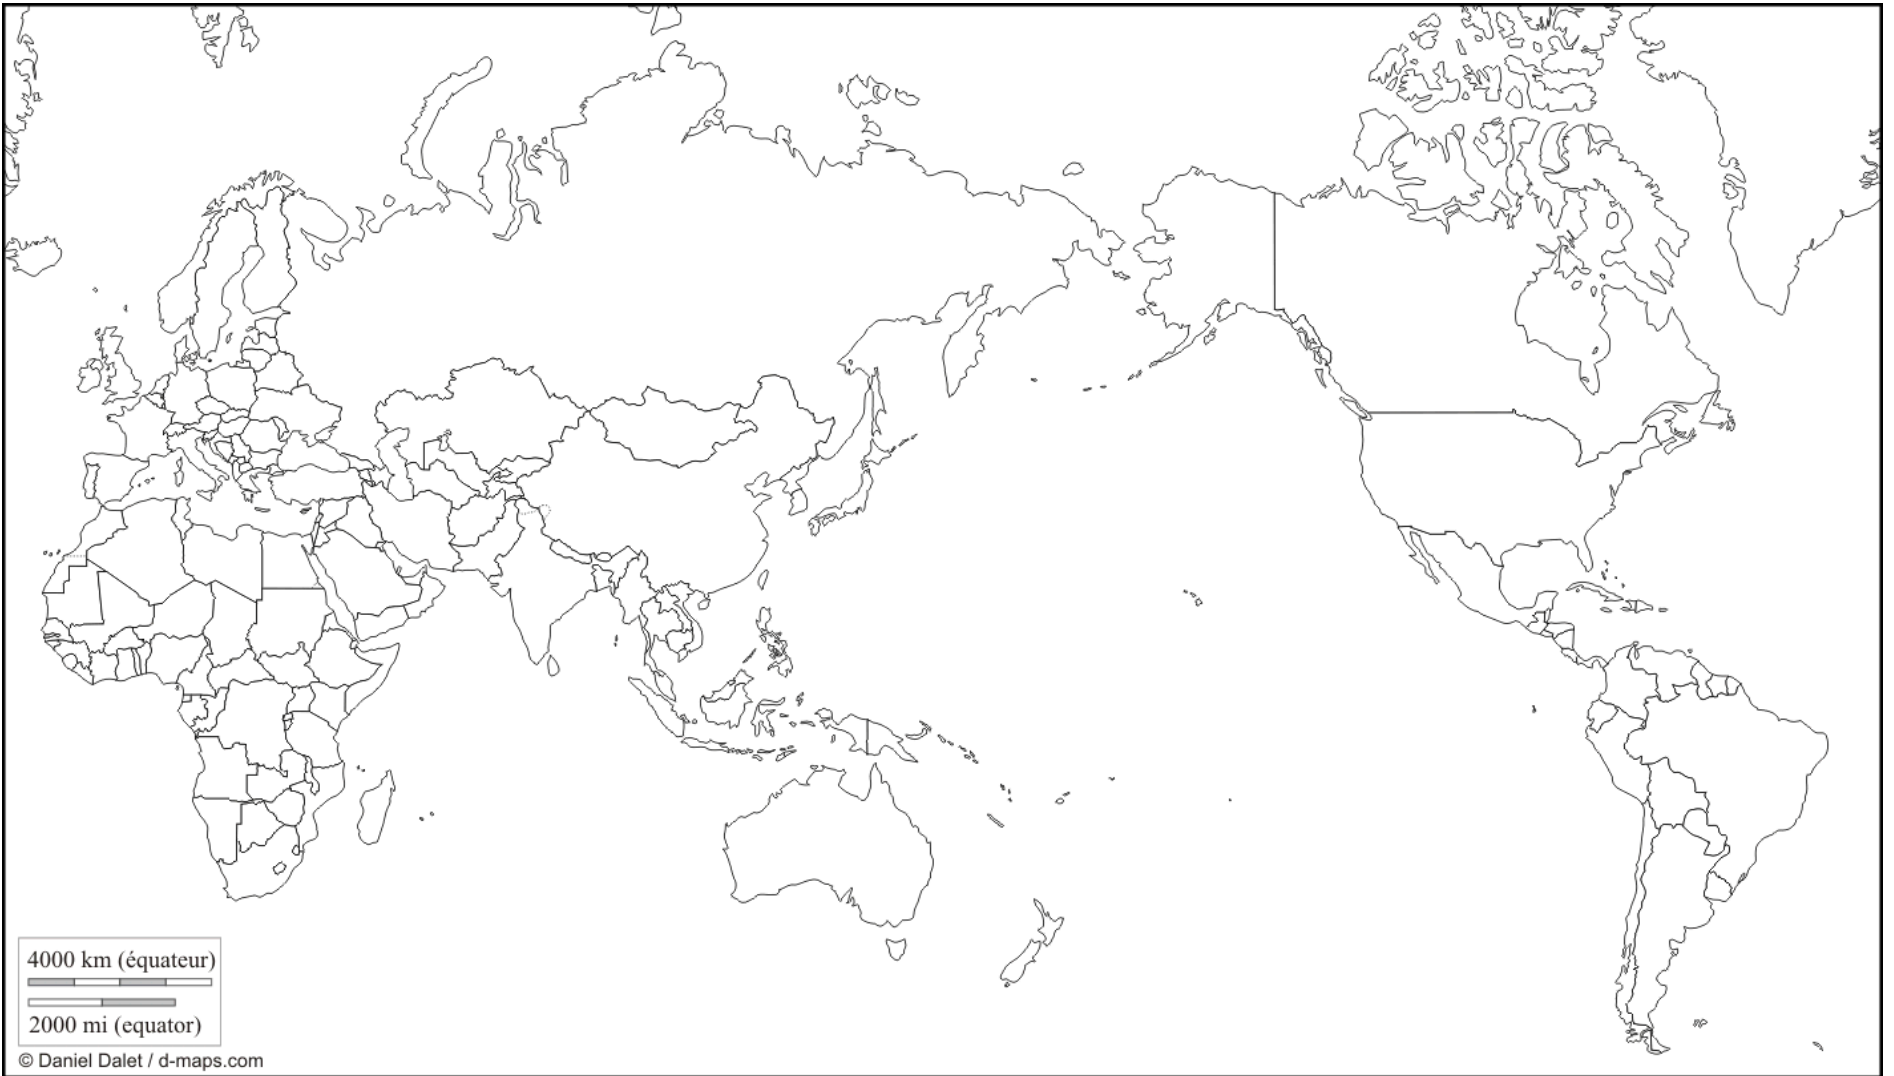 4000 km (équateur)
2000 mi (equator)
© Daniel Dalet / d-maps.com